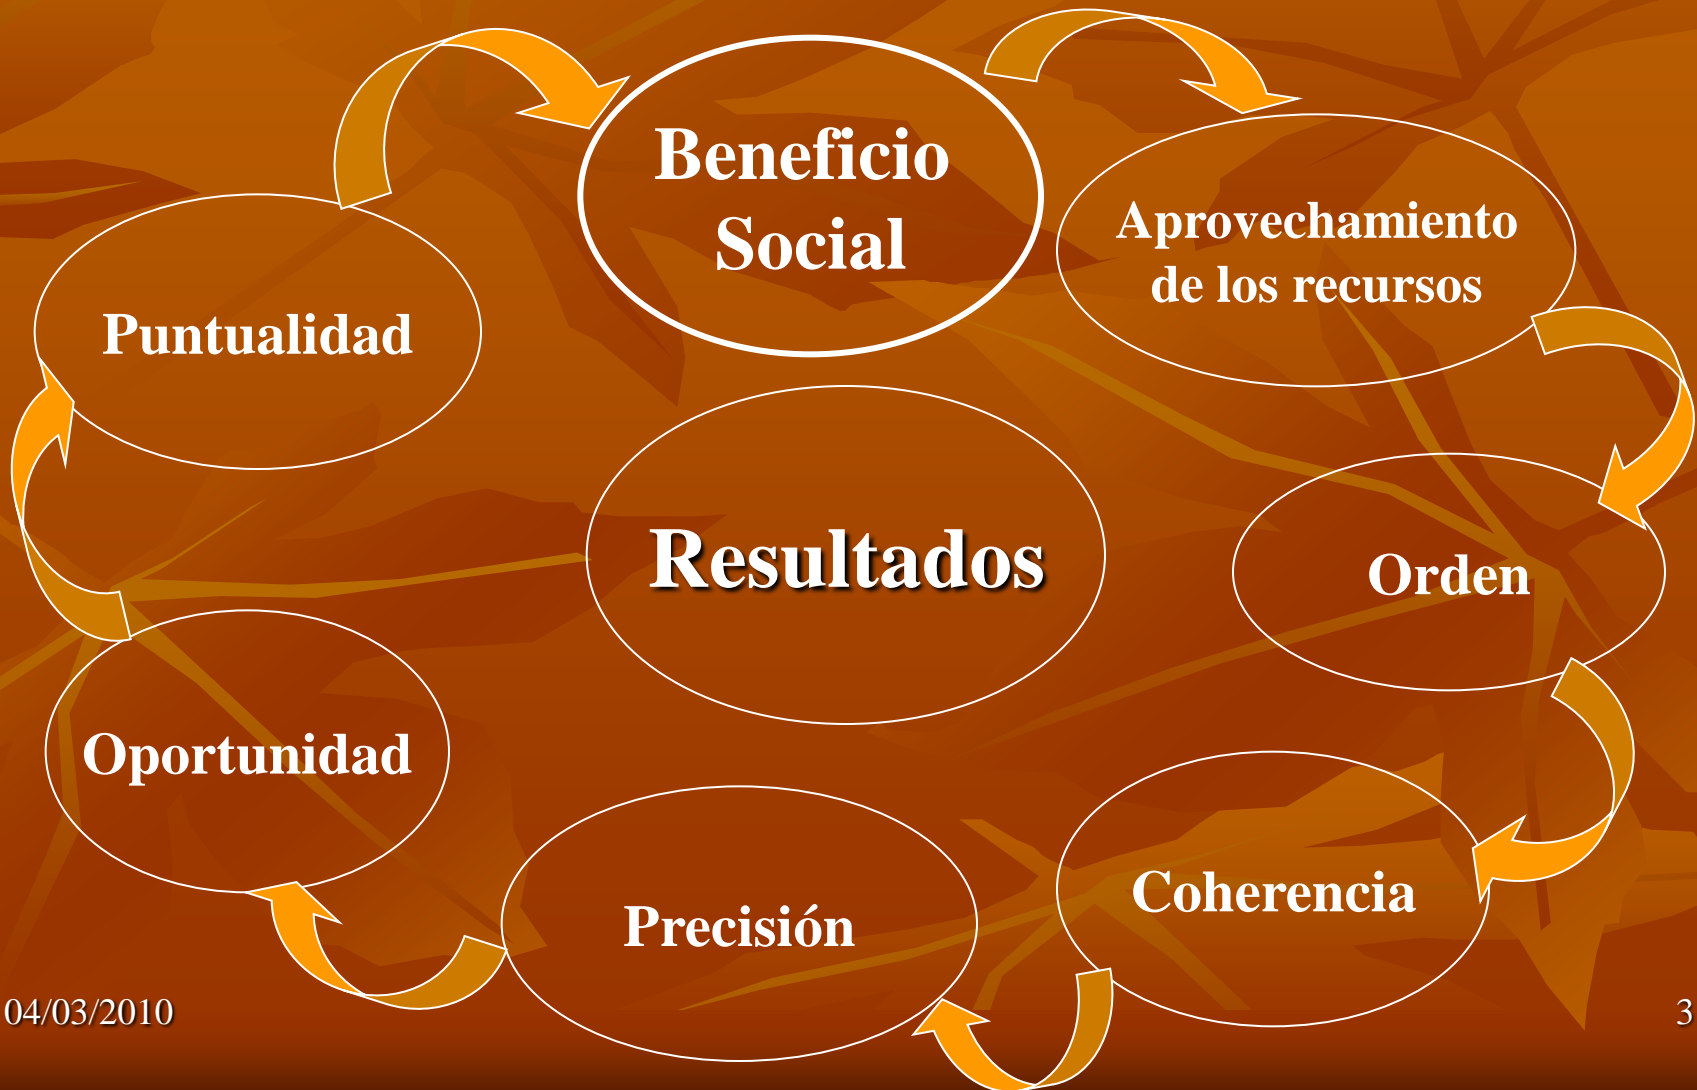 Beneficio
Social
Aprovechamiento
de los recursos
Puntualidad
Resultados
Orden
Oportunidad
Coherencia
Precisión
04/03/2010
3